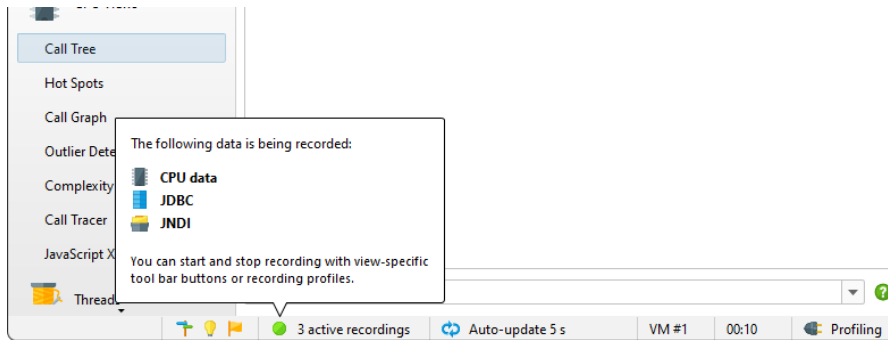 Call Tree
Hot Spots
Call Graph
Outlier Dete
Complexity
Call Tracer
JavaScript X
Thread
The following data is being recorded:
CPU data
JDBC
JNDI
You can start and stop recording with view-specific
tool bar buttons or recording profiles.
3 active recordings
Auto-update 5 s
VM #1
00:10
Profiling